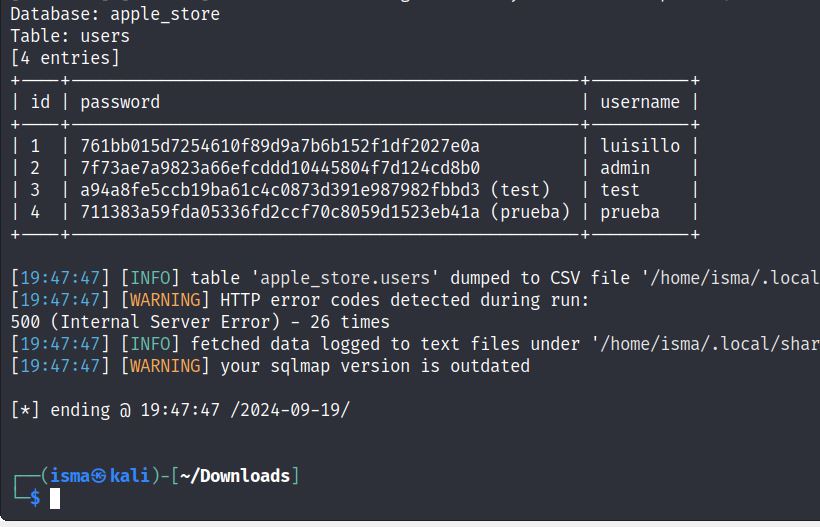 Database: apple_store
Table: users
[4 entries]
+----+---------------------------------------------------+----------+
| id | password                                          | username |
+----+---------------------------------------------------+----------+
| 1  | 761bb015d7254610f89d9a7b6b152f1df2027e0a          | luisillo |
| 2  | 7f73ae7a9823a66efcddd10445804f7d124cd8b0          | admin    |
| 3  | a94a8fe5ccb19ba61c4c0873d391e987982fbbd3 (test)   | test     |
| 4  | 711383a59fda05336fd2ccf70c8059d1523eb41a (prueba) | prueba   |
+----+---------------------------------------------------+----------+
[19:47:47] [INFO] table 'apple_store.users' dumped to CSV file '/home/isma/.local
[19:47:47] [WARNING] HTTP error codes detected during run:
500 (Internal Server Error) - 26 times
[19:47:47] [INFO] fetched data logged to text files under '/home/isma/.local/shar
[19:47:47] [WARNING] your sqlmap version is outdated
[*] ending @ 19:47:47 /2024-09-19/
┌──(isma㉿kali)-[~/Downloads]
└─$